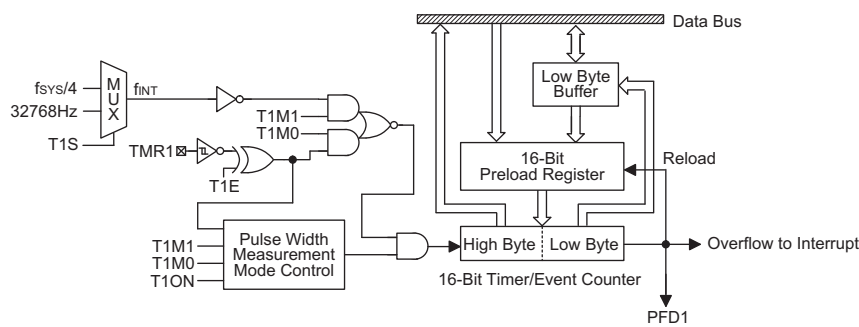 Data Bus
fSYS/4
MUX
fINT
32768Hz
T1S
T1M1
T1M0
TMR1
T1E
Low Byte
Buffer
16-Bit
Preload Register
Reload
T1M1
T1M0
T1ON
Pulse Width
Measurement
Mode Control
High Byte
Low Byte
Overflow to Interrupt
16-Bit Timer/Event Counter
PFD1